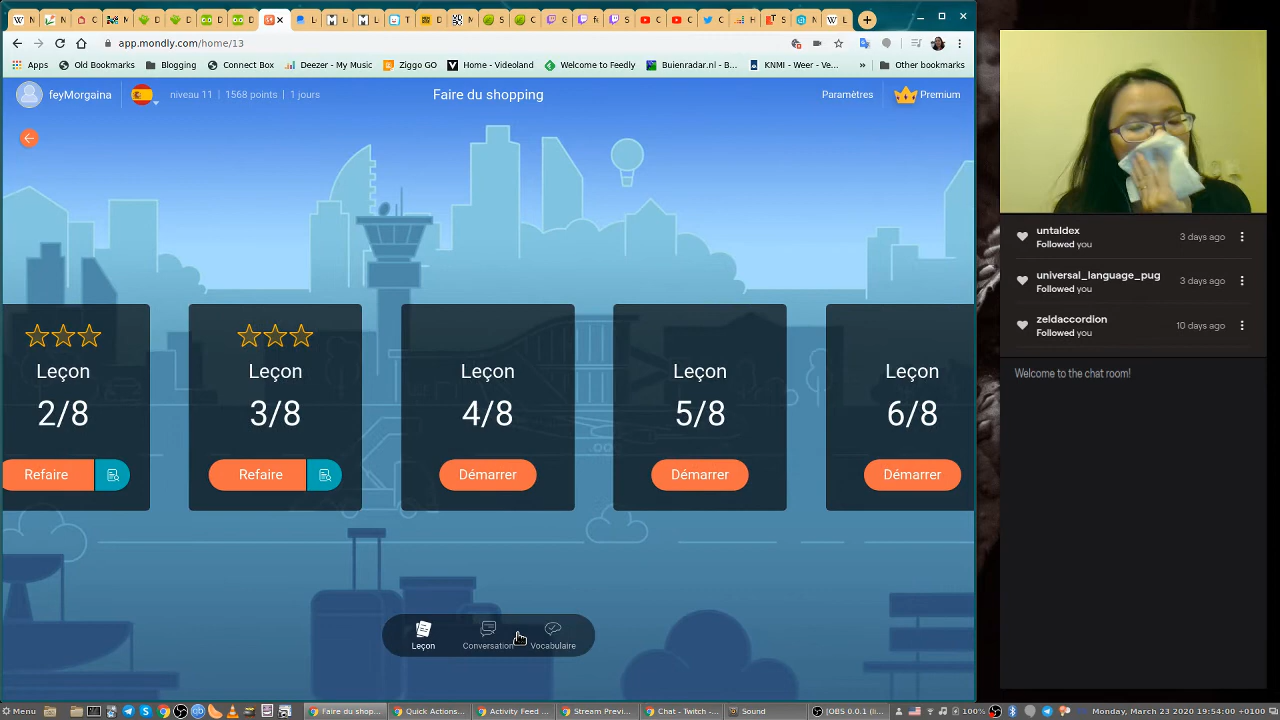 W
D
D
D
D
L
M
L
M
L
T
D
M
S
C
G
f
S
C
C
C
H
S
W
L
app.mondly.com/home/13
Apps
Old Bookmarks
Blogging
Connect Box
Deezer - My Music
Ziggo GO
Home - Videoland
Welcome to Feedly
Buienradar.nl - B...
KNMI - Weer - Ve...
»
Other bookmarks
feyMorgaina
niveau 11 | 1568 points | 1 jours
Faire du shopping
Paramètres
Premium
Leçon
2/8
Refaire
Leçon
3/8
Refaire
Leçon
4/8
Démarrer
Leçon
5/8
Démarrer
Leçon
6/8
Démarrer
Leçon
Conversation
Vocabulaire
untaldex
Followed you
3 days ago
universal_language_pug
Followed you
3 days ago
zeldaccordion
Followed you
10 days ago
Welcome to the chat room!
Menu
Faire du shop...
Quick Actions...
Activity Feed ...
Stream Previ...
Chat - Twitch -...
Sound
[OBS 0.0.1 (li...
100%
Monday, March 23 2020, 19:54:00 +0100